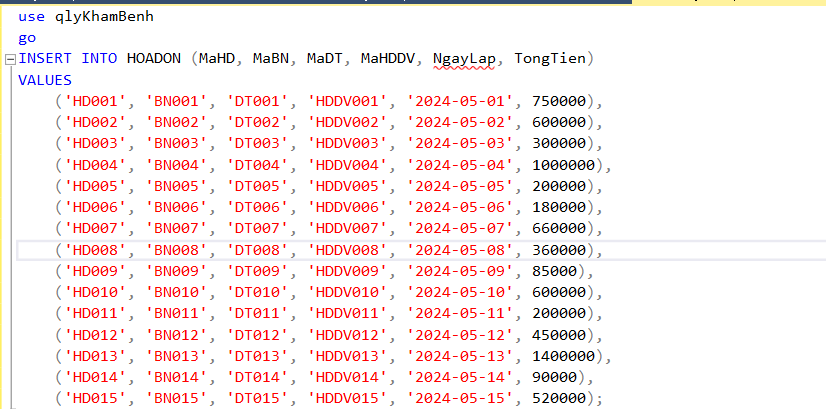 use qlyKhamBenh
go
INSERT INTO HOADON (MaHD, MaBN, MaDT, MaHDDV, NgayLap, TongTien)
VALUES
('HD001', 'BN001', 'DT001', 'HDDV001', '2024-05-01', 750000),
('HD002', 'BN002', 'DT002', 'HDDV002', '2024-05-02', 600000),
('HD003', 'BN003', 'DT003', 'HDDV003', '2024-05-03', 300000),
('HD004', 'BN004', 'DT004', 'HDDV004', '2024-05-04', 1000000),
('HD005', 'BN005', 'DT005', 'HDDV005', '2024-05-05', 200000),
('HD006', 'BN006', 'DT006', 'HDDV006', '2024-05-06', 180000),
('HD007', 'BN007', 'DT007', 'HDDV007', '2024-05-07', 660000),
('HD008', 'BN008', 'DT008', 'HDDV008', '2024-05-08', 360000),
('HD009', 'BN009', 'DT009', 'HDDV009', '2024-05-09', 85000),
('HD010', 'BN010', 'DT010', 'HDDV010', '2024-05-10', 600000),
('HD011', 'BN011', 'DT011', 'HDDV011', '2024-05-11', 200000),
('HD012', 'BN012', 'DT012', 'HDDV012', '2024-05-12', 450000),
('HD013', 'BN013', 'DT013', 'HDDV013', '2024-05-13', 1400000),
('HD014', 'BN014', 'DT014', 'HDDV014', '2024-05-14', 90000),
('HD015', 'BN015', 'DT015', 'HDDV015', '2024-05-15', 520000);